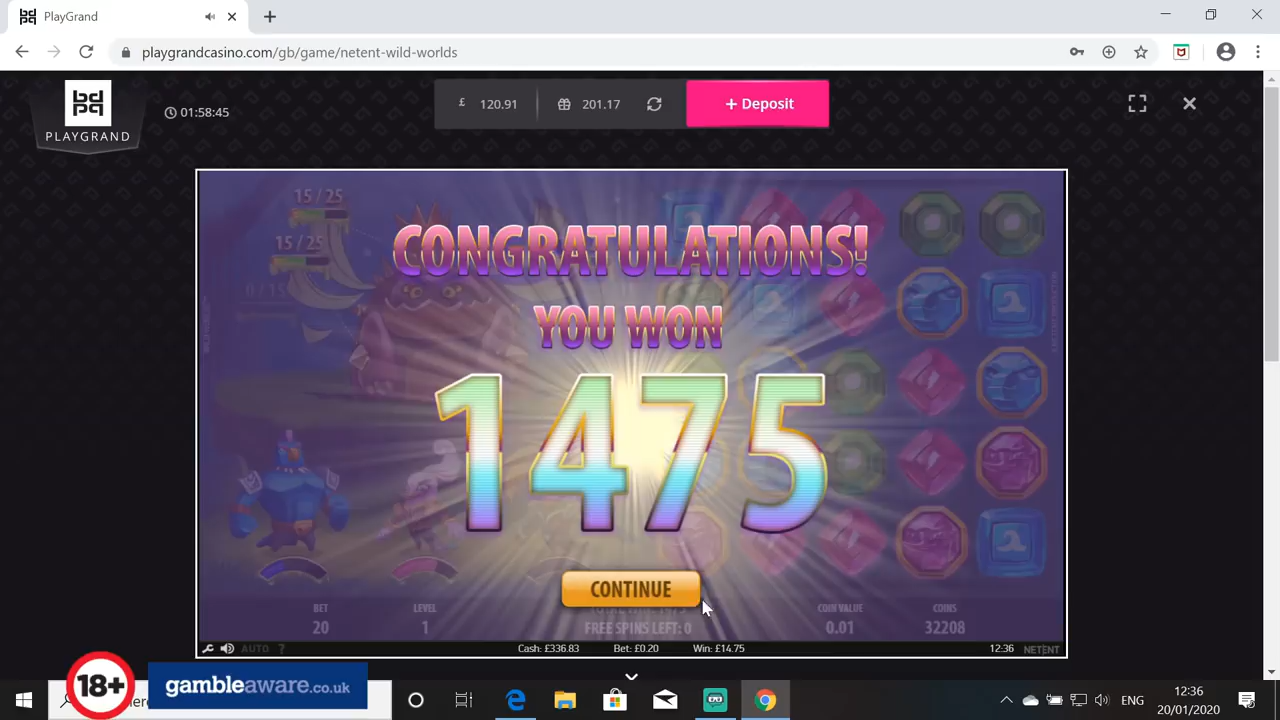 PlayGrand
playgrandcasino.com/gb/game/netent-wild-worlds
PLAYGRAND
01:58:45
£ 120.91
201.17
+ Deposit
15 / 25
15 / 25
CONGRATULATIONS!
YOU WON
1475
CONTINUE
BET
20
LEVEL
1
FREE SPINS LEFT: 0
COIN VALUE
0.01
COINS
32208
AUTO ?
Cash: £336.83
Bet: £0.20
Win: £14.75
12:36
NETENT
18+
gambleaware.co.uk
ENG
12:36
20/01/2020